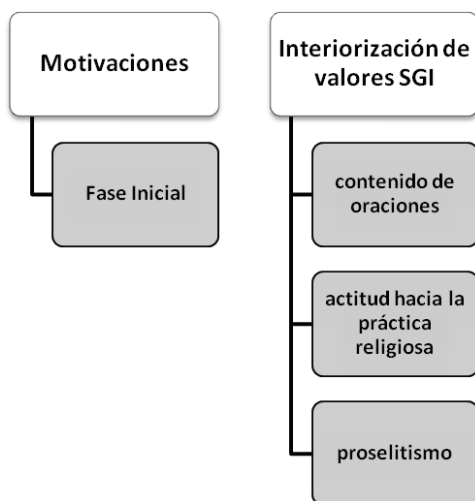 Motivaciones
Fase Inicial
Interiorización de
valores SGI
contenido de
oraciones
actitud hacia la
práctica
religiosa
proselitismo